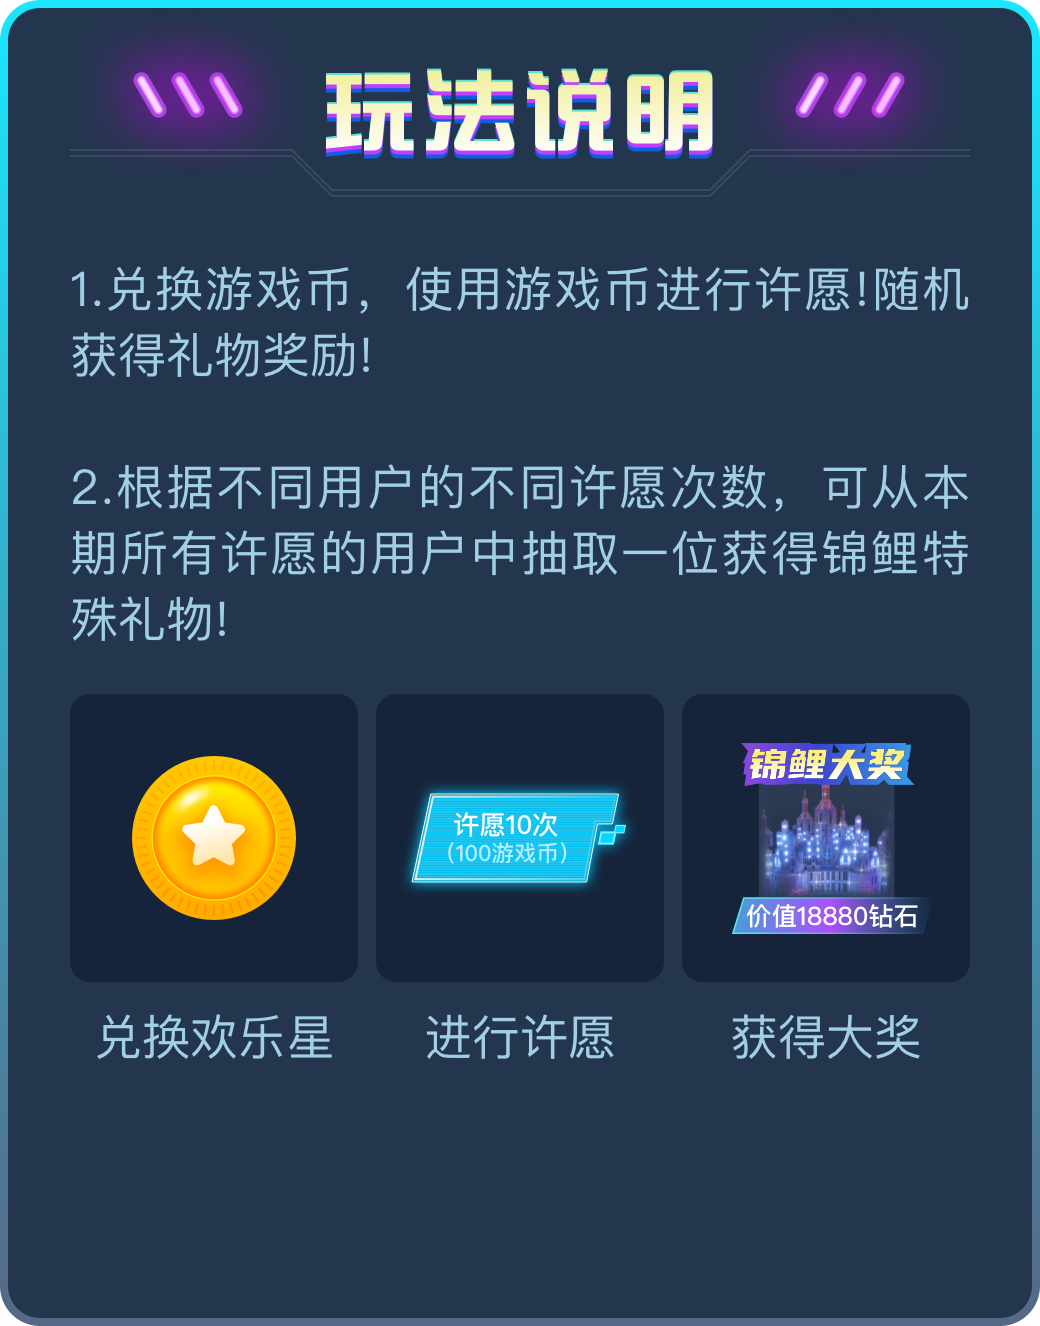 玩法说明
1.兑换游戏币，使用游戏币进行许愿!随机
获得礼物奖励!
2.根据不同用户的不同许愿次数，可从本
期所有许愿的用户中抽取一位获得锦鲤特
殊礼物!
许愿10次
（100游戏币）
锦鲤大奖
价值18880钻石
兑换欢乐星
进行许愿
获得大奖